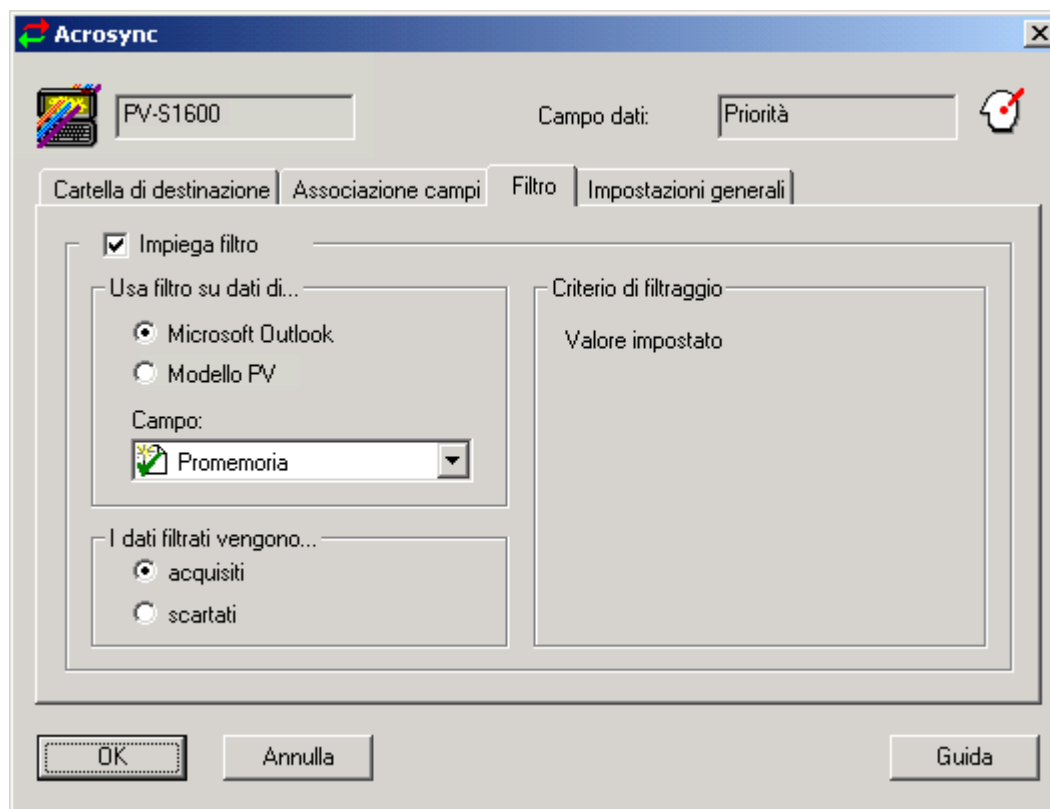 Acrosync
PV-S1600
Campo dati:
Priorità
Cartella di destinazione
Associazione campi
Filtro
Impostazioni generali
Impiega filtro
Usa filtro su dati di...
Microsoft Outlook
Modello PV
Campo:
Promemoria
I dati filtrati vengono...
acquisiti
scartati
Criterio di filtraggio
Valore impostato
OK
Annulla
Guida